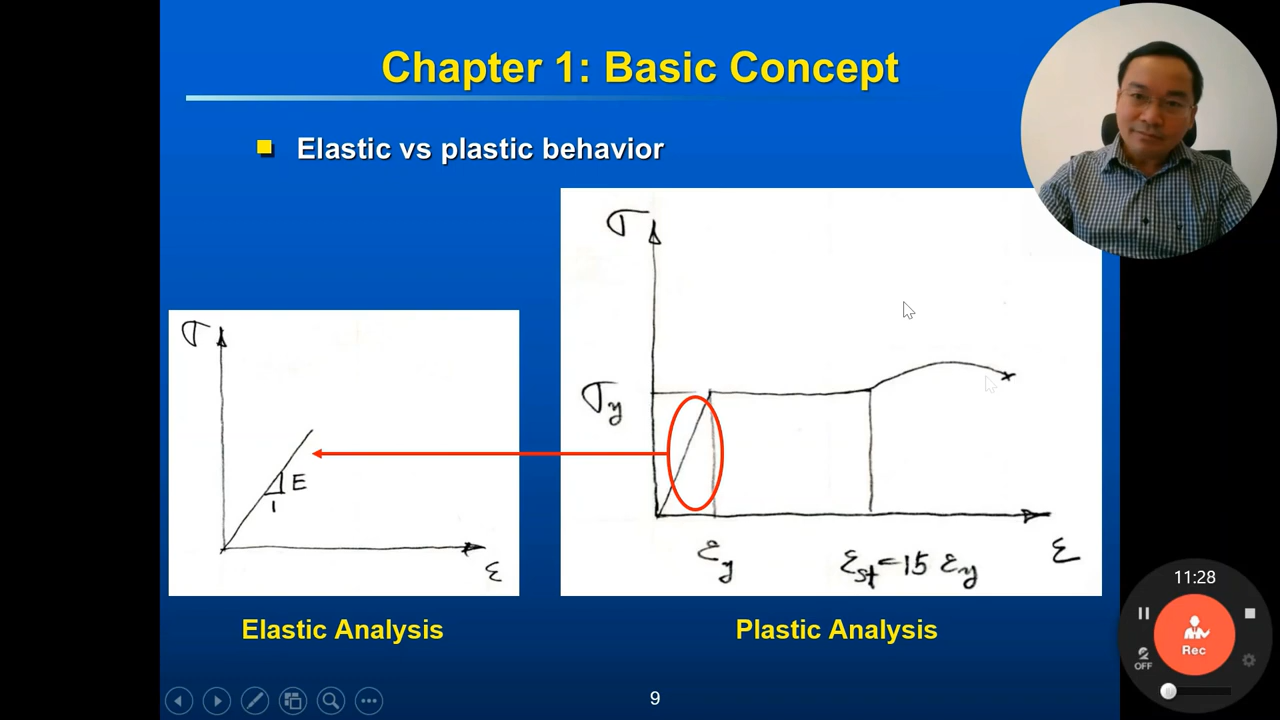 Chapter 1: Basic Concept
Elastic vs plastic behavior
σ
σ
σy
E
1
ε
εy
εst=15 εy
ε
Elastic Analysis
Plastic Analysis
9
11:28
Rec
OFF